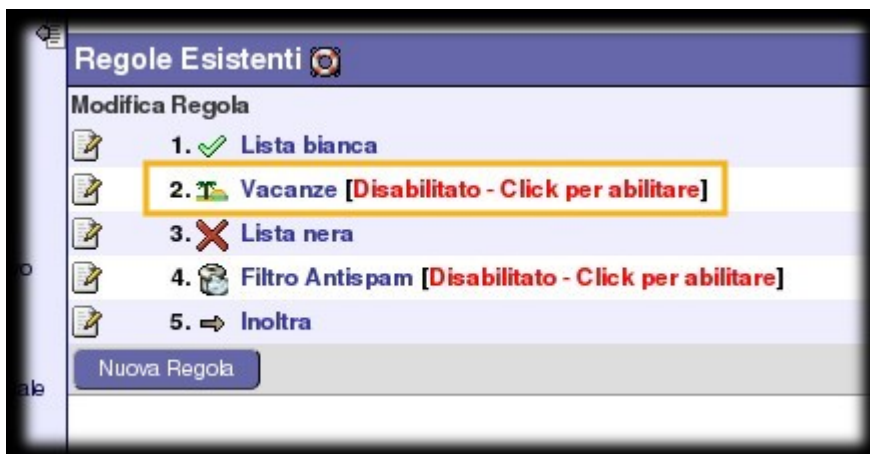 Regole Esistenti
Modifica Regola
1. Lista bianca
2. Vacanze [Disabilitato - Click per abilitare]
3. Lista nera
4. Filtro Antispam [Disabilitato - Click per abilitare]
5. Inoltra
Nuova Regola